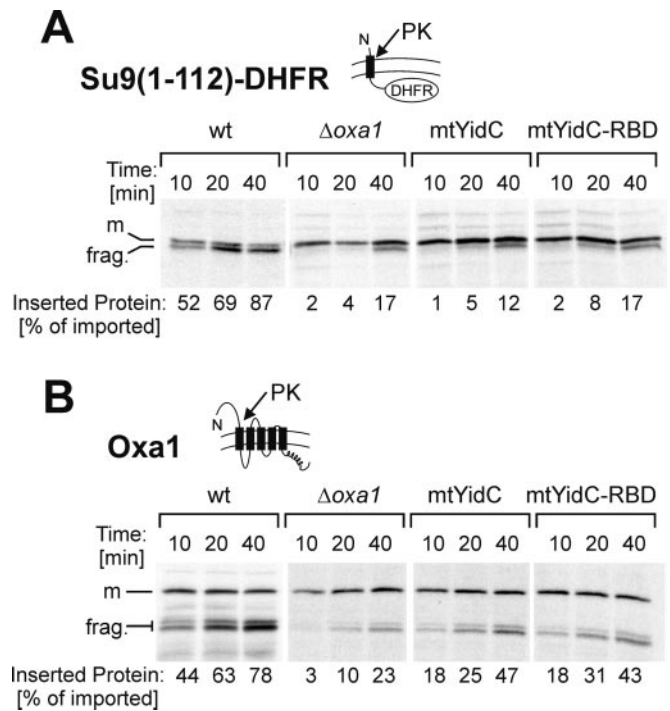 A
N PK
Su9(1-112)-DHFR
DHFR
wt Δoxa1 mtYidC mtYidC-RBD
Time: 10 20 40 10 20 40 10 20 40 10 20 40
[min]
m
frag.
Inserted Protein: 52 69 87 2 4 17 1 5 12 2 8 17
[% of imported]
B
PK
N
Oxa1
wt Δoxa1 mtYidC mtYidC-RBD
Time: 10 20 40 10 20 40 10 20 40 10 20 40
[min]
m
frag.
Inserted Protein: 44 63 78 3 10 23 18 25 47 18 31 43
[% of imported]